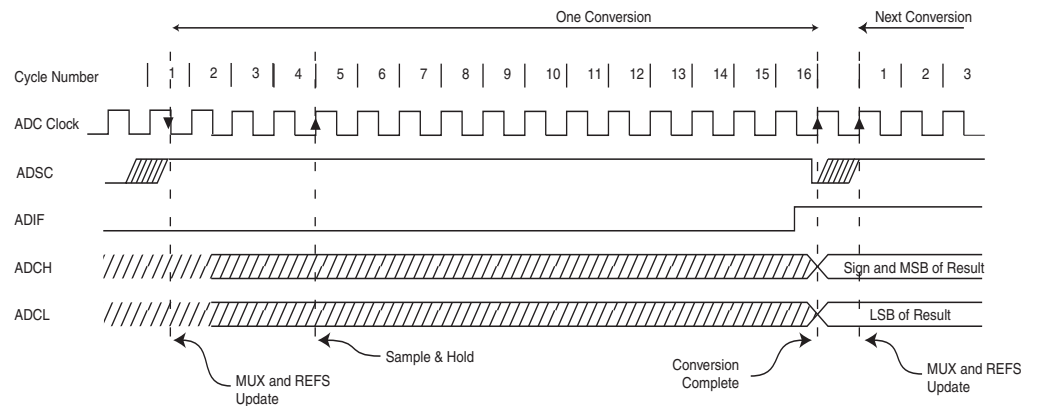 One Conversion
Next Conversion
Cycle Number
1 2 3 4 5 6 7 8 9 10 11 12 13 14 15 16 1 2 3
ADC Clock
ADSC
ADIF
ADCH
Sign and MSB of Result
ADCL
LSB of Result
Sample & Hold
MUX and REFS
Update
Conversion
Complete
MUX and REFS
Update